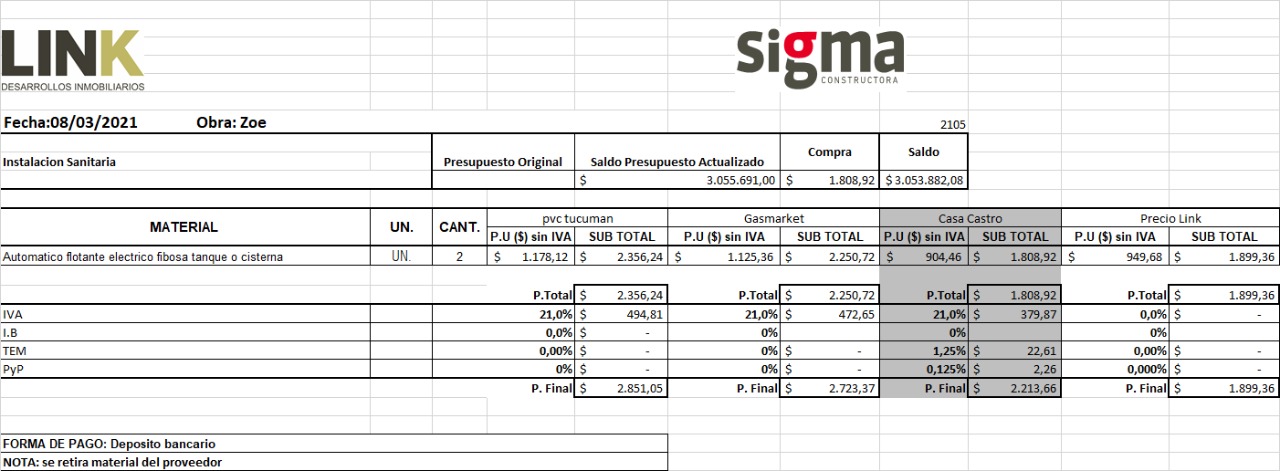 LINK
DESARROLLOS INMOBILIARIOS
sigma
CONSTRUCTORA
Fecha:08/03/2021 Obra: Zoe 2105
Instalacion Sanitaria Presupuesto Original Saldo Presupuesto Actualizado Compra Saldo
$ 3.055.691,00 $ 1.808,92 $ 3.053.882,08
MATERIAL UN. CANT. pvc tucuman Gasmarket Casa Castro Precio Link
P.U ($) sin IVA SUB TOTAL P.U ($) sin IVA SUB TOTAL P.U ($) sin IVA SUB TOTAL P.U ($) sin IVA SUB TOTAL
Automatico flotante electrico fibosa tanque o cisterna UN. 2 $ 1.178,12 $ 2.356,24 $ 1.125,36 $ 2.250,72 $ 904,46 $ 1.808,92 $ 949,68 $ 1.899,36
P.Total $ 2.356,24 P.Total $ 2.250,72 P.Total $ 1.808,92 P.Total $ 1.899,36
IVA 21,0% $ 494,81 21,0% $ 472,65 21,0% $ 379,87 0,0% $ -
I.B 0,0% $ - 0% 0% 0%
TEM 0,00% $ - 0% $ - 1,25% $ 22,61 0,00% $ -
PyP 0% $ - 0% $ - 0,125% $ 2,26 0,000% $ -
P. Final $ 2.851,05 P. Final $ 2.723,37 P. Final $ 2.213,66 P. Final $ 1.899,36
FORMA DE PAGO: Deposito bancario
NOTA: se retira material del proveedor